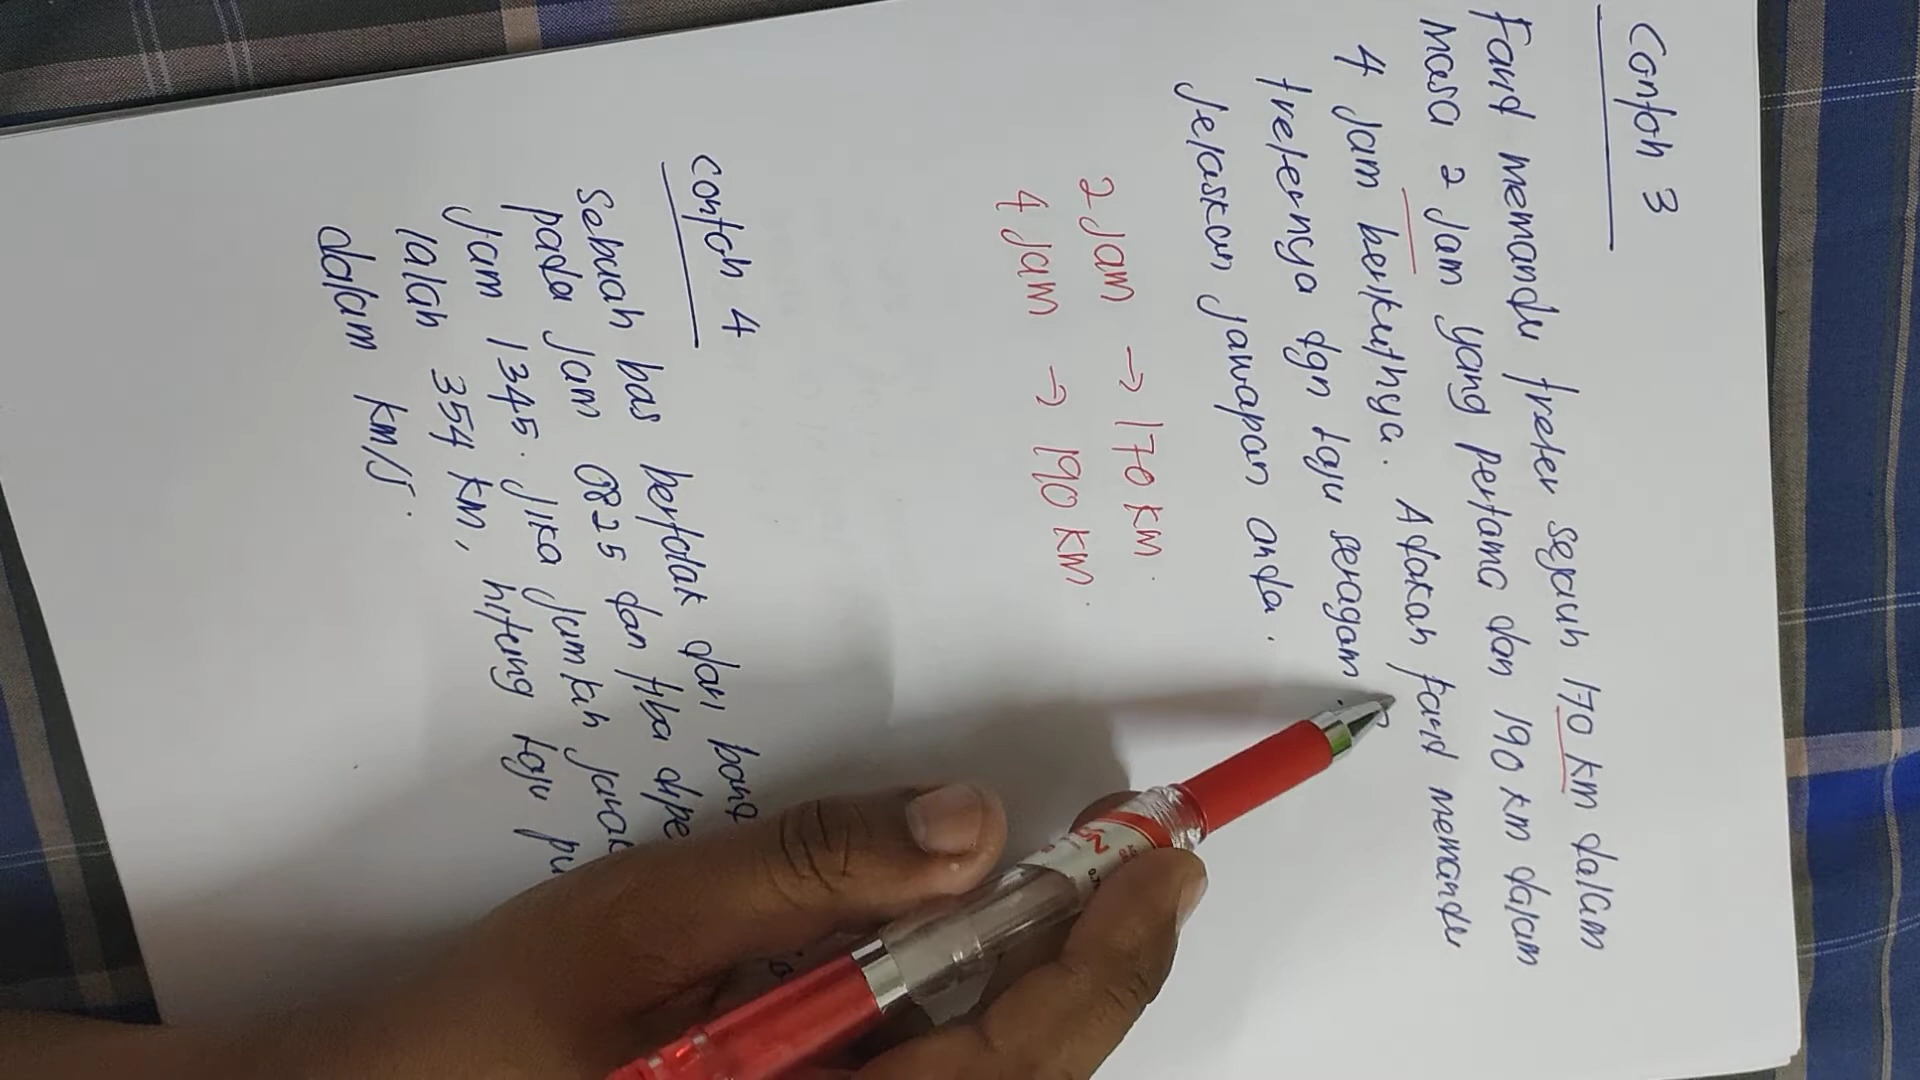 Contoh 3
Farid memandu treler sejauh 170 km dalam
masa 2 jam yang pertama dan 190 km dalam
4 jam berikutnya. Adakah farid memandu
trelernya dgn laju seragam
jelaskan jawapan anda.
2 jam → 170 km.
4 jam → 190 km.
Contoh 4
Sebuah bas bertolak dari
pada jam 0825 dan tiba
jam 1345. jika jumlah jarak
ialah 354 km, hitung laju
dalam km/j.